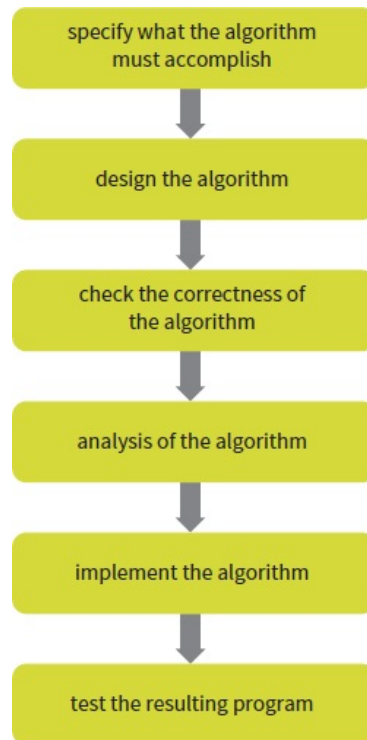 specify what the algorithm
must accomplish
design the algorithm
check the correctness of
the algorithm
analysis of the algorithm
implement the algorithm
test the resulting program